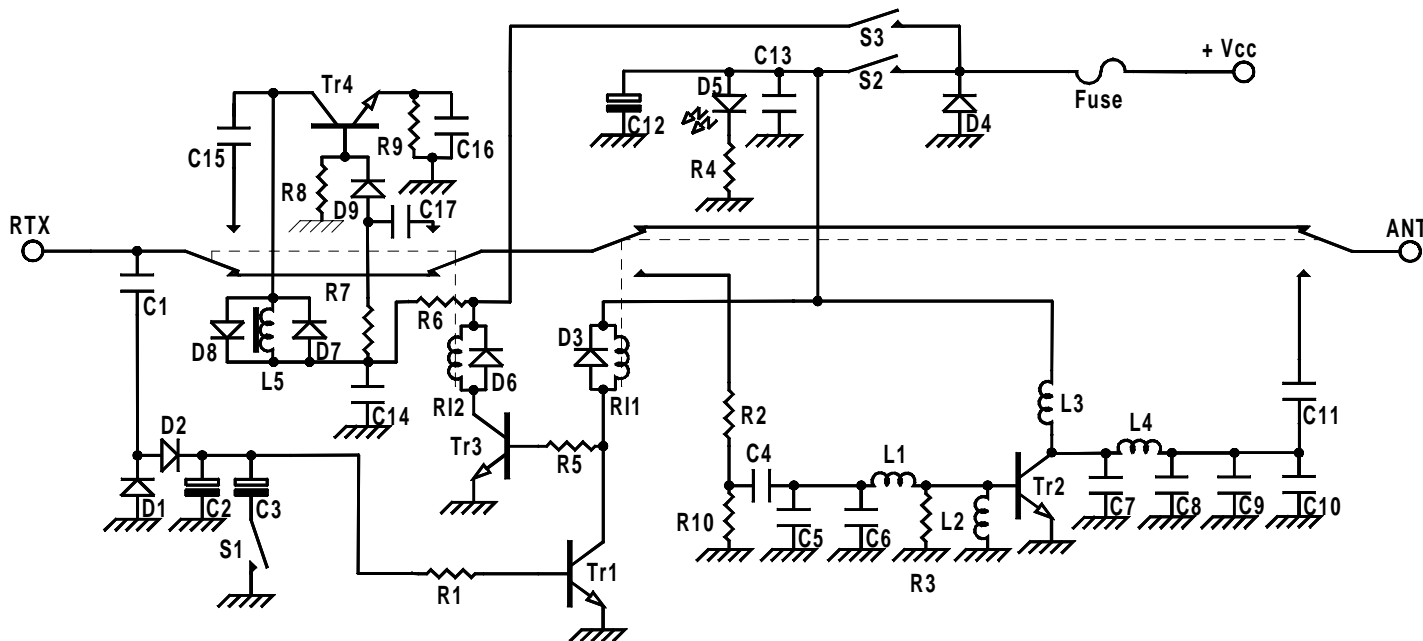 S3
+ Vcc
C13
S2
Tr4
D5
Fuse
C12
D4
R9
C16
C15
R4
R8
D9
C17
RTX
ANT
R7
C1
R6
D3
D8
D7
D6
L5
Rl2
Rl1
C14
R2
L3
C11
D2
L4
Tr3
R5
C4
L1
Tr2
D1
C2
C3
R10
L2
C7
C8
C9
C10
C5
C6
S1
R3
Tr1
R1